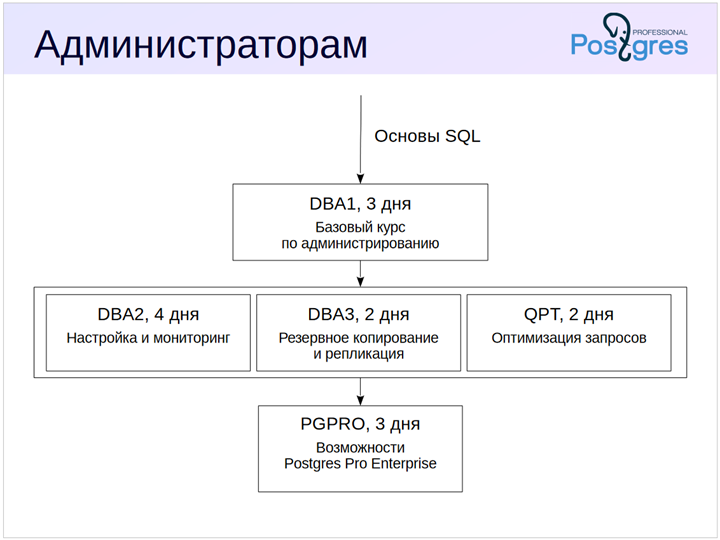 Администраторам
PROFESSIONAL
Postgres
Основы SQL
DBA1, 3 дня
Базовый курс
по администрированию
DBA2, 4 дня
Настройка и мониторинг
DBA3, 2 дня
Резервное копирование
и репликация
QPT, 2 дня
Оптимизация запросов
PGPRO, 3 дня
Возможности
Postgres Pro Enterprise